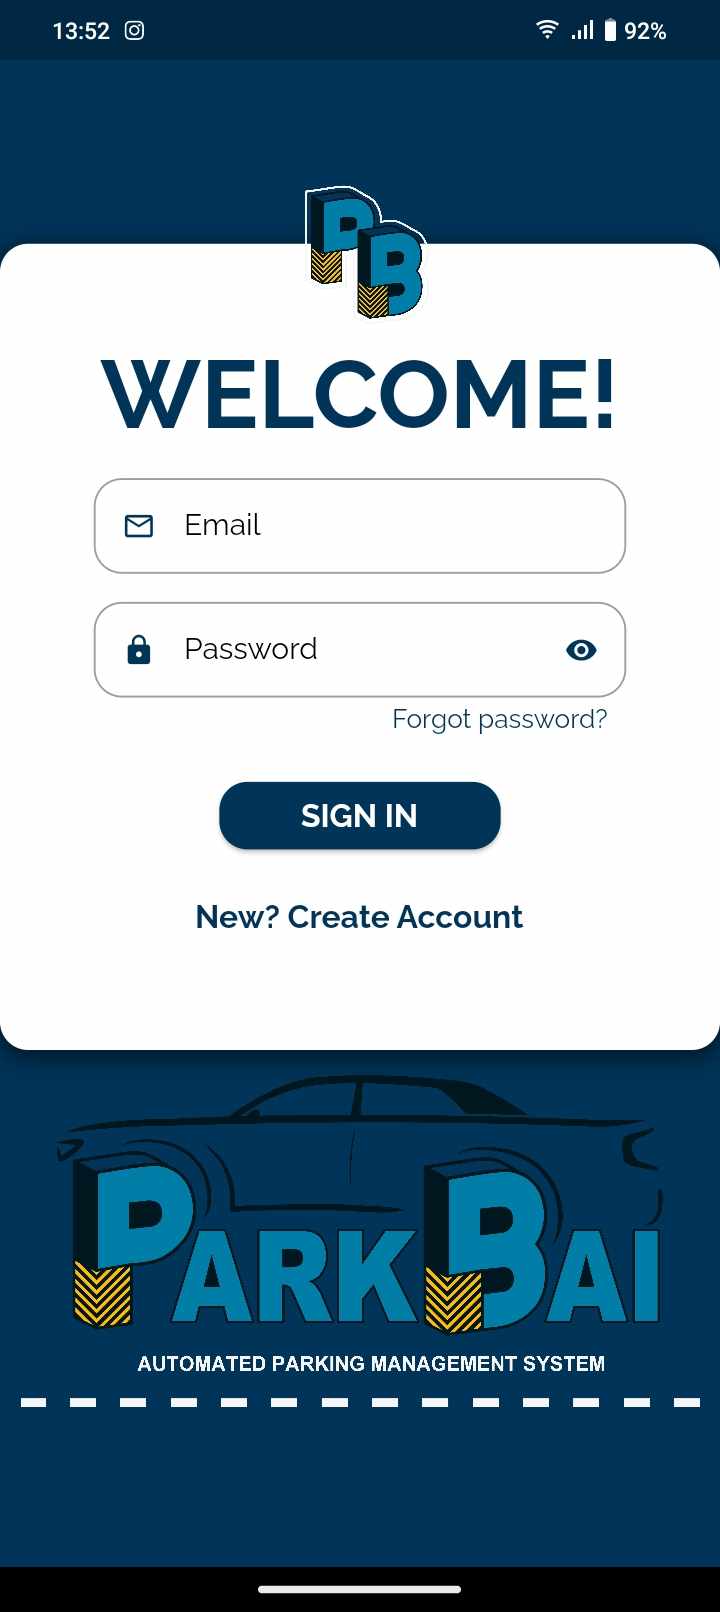 13:52
92%
PB
WELCOME!
Email
Password
Forgot password?
SIGN IN
New? Create Account
PARKBAI
AUTOMATED PARKING MANAGEMENT SYSTEM